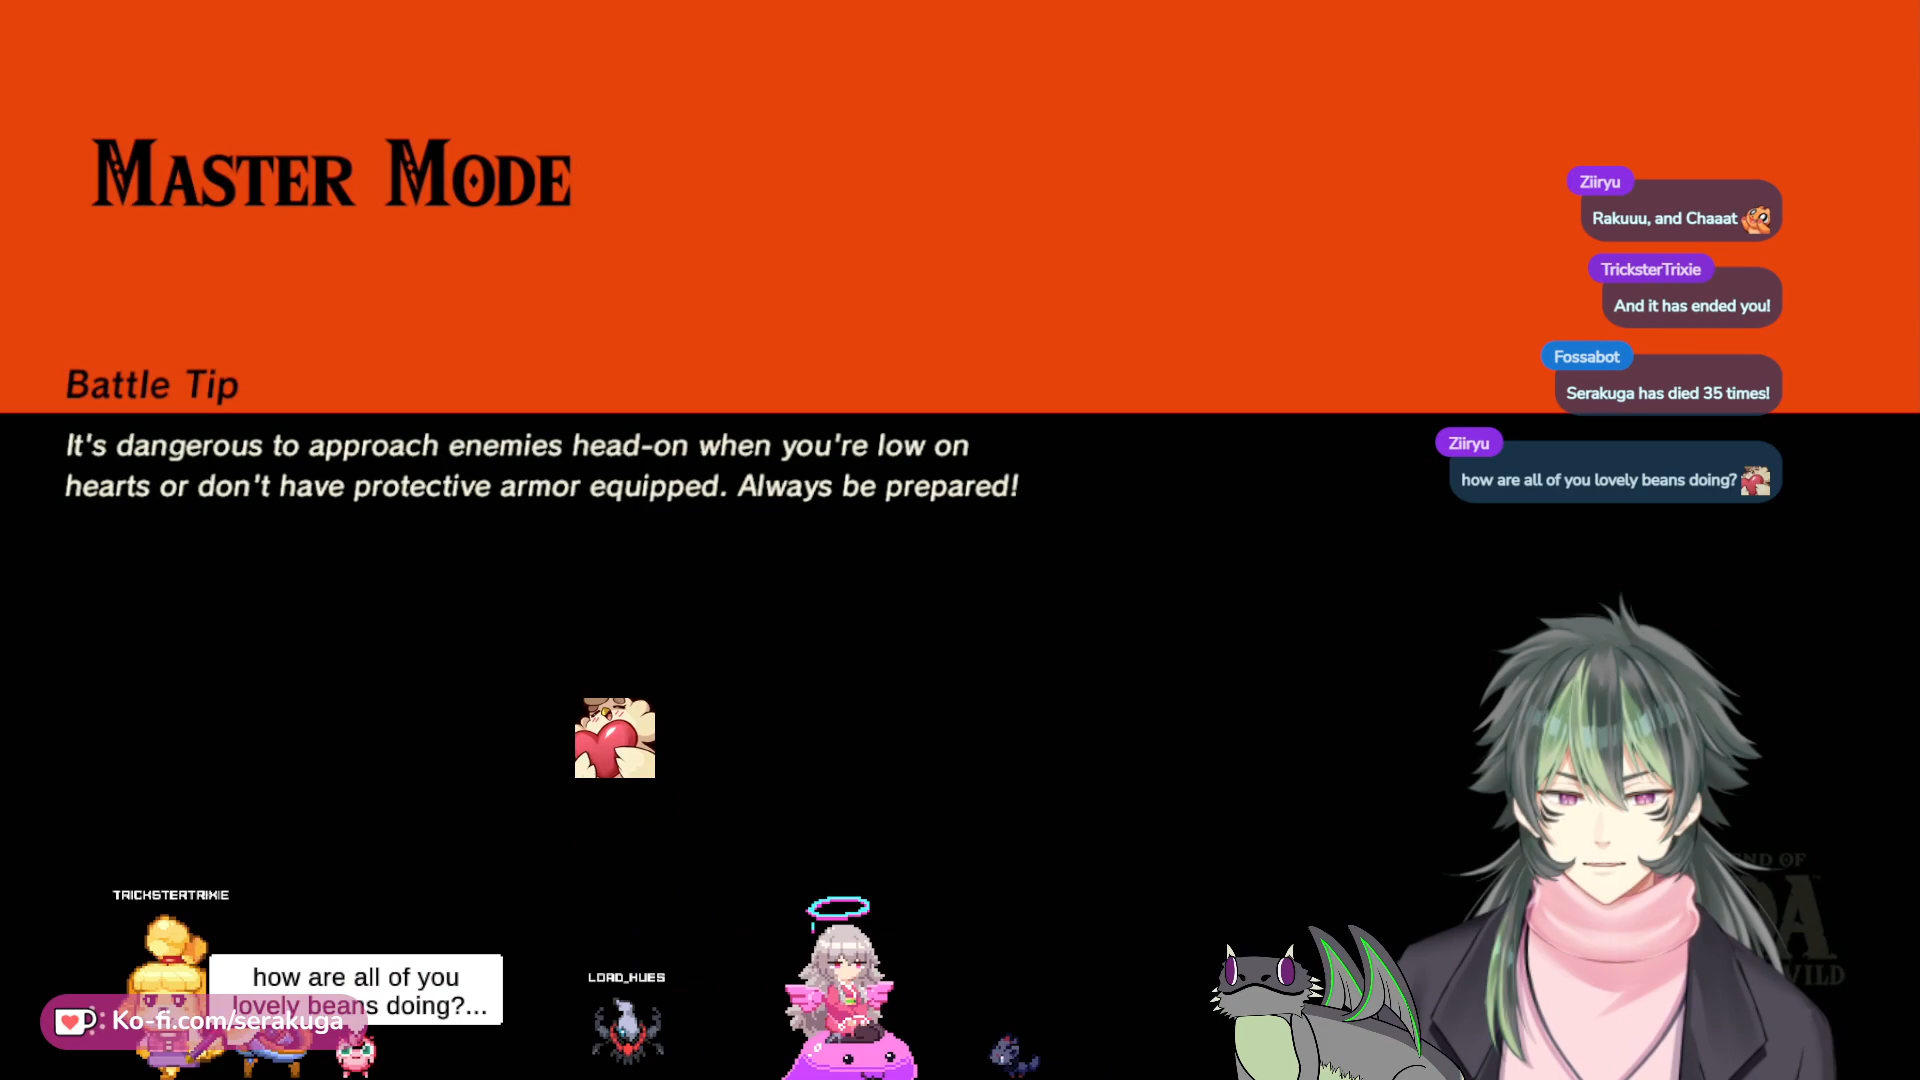 Master Mode
Battle Tip
It's dangerous to approach enemies head-on when you're low on
hearts or don't have protective armor equipped. Always be prepared!
Ziiryu
Rakuuu, and Chaaat
TricksterTrixie
And it has ended you!
Fossabot
Serakuga has died 35 times!
Ziiryu
how are all of you lovely beans doing?
TRICKSTERTRIXIE
how are all of you
lovely beans doing?...
Ko-fi.com/serakuga
LORD_HUES